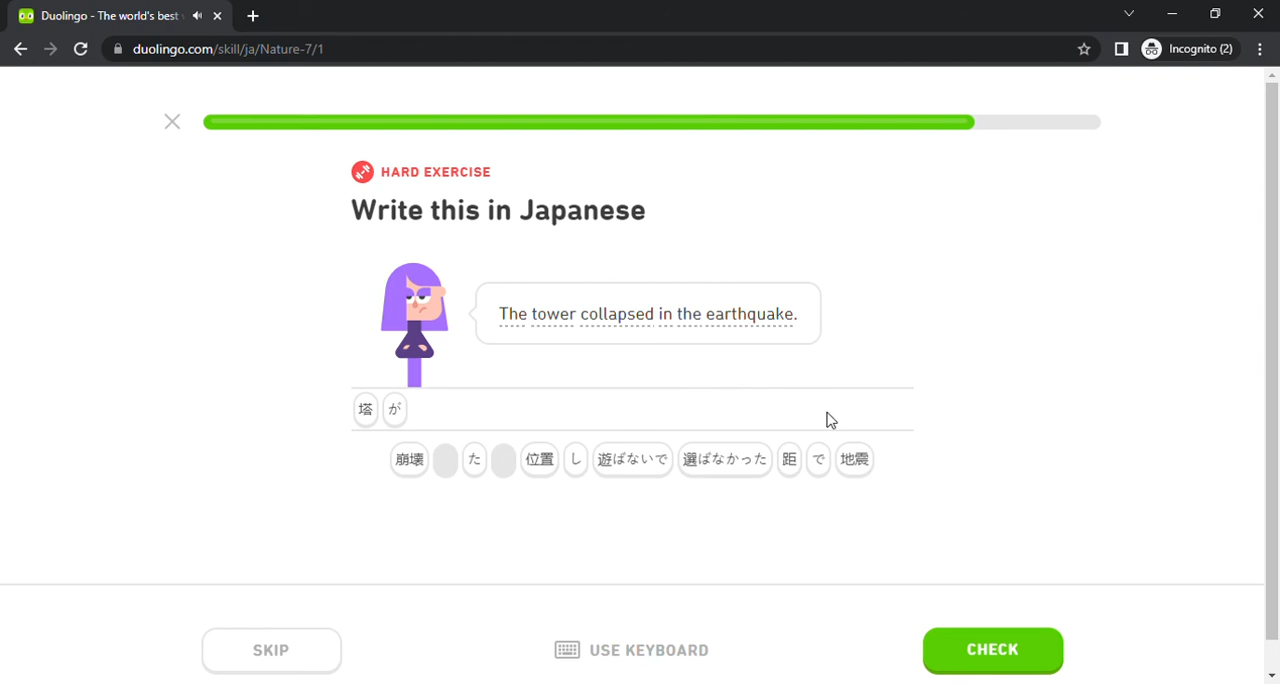 Duolingo - The world's best
duolingo.com/skill/ja/Nature-7/1
Incognito (2)
HARD EXERCISE
Write this in Japanese
The tower collapsed in the earthquake.
塔 が
崩壊 た 位置 し 遊ばないで 選ばなかった 距 で 地震
SKIP USE KEYBOARD CHECK